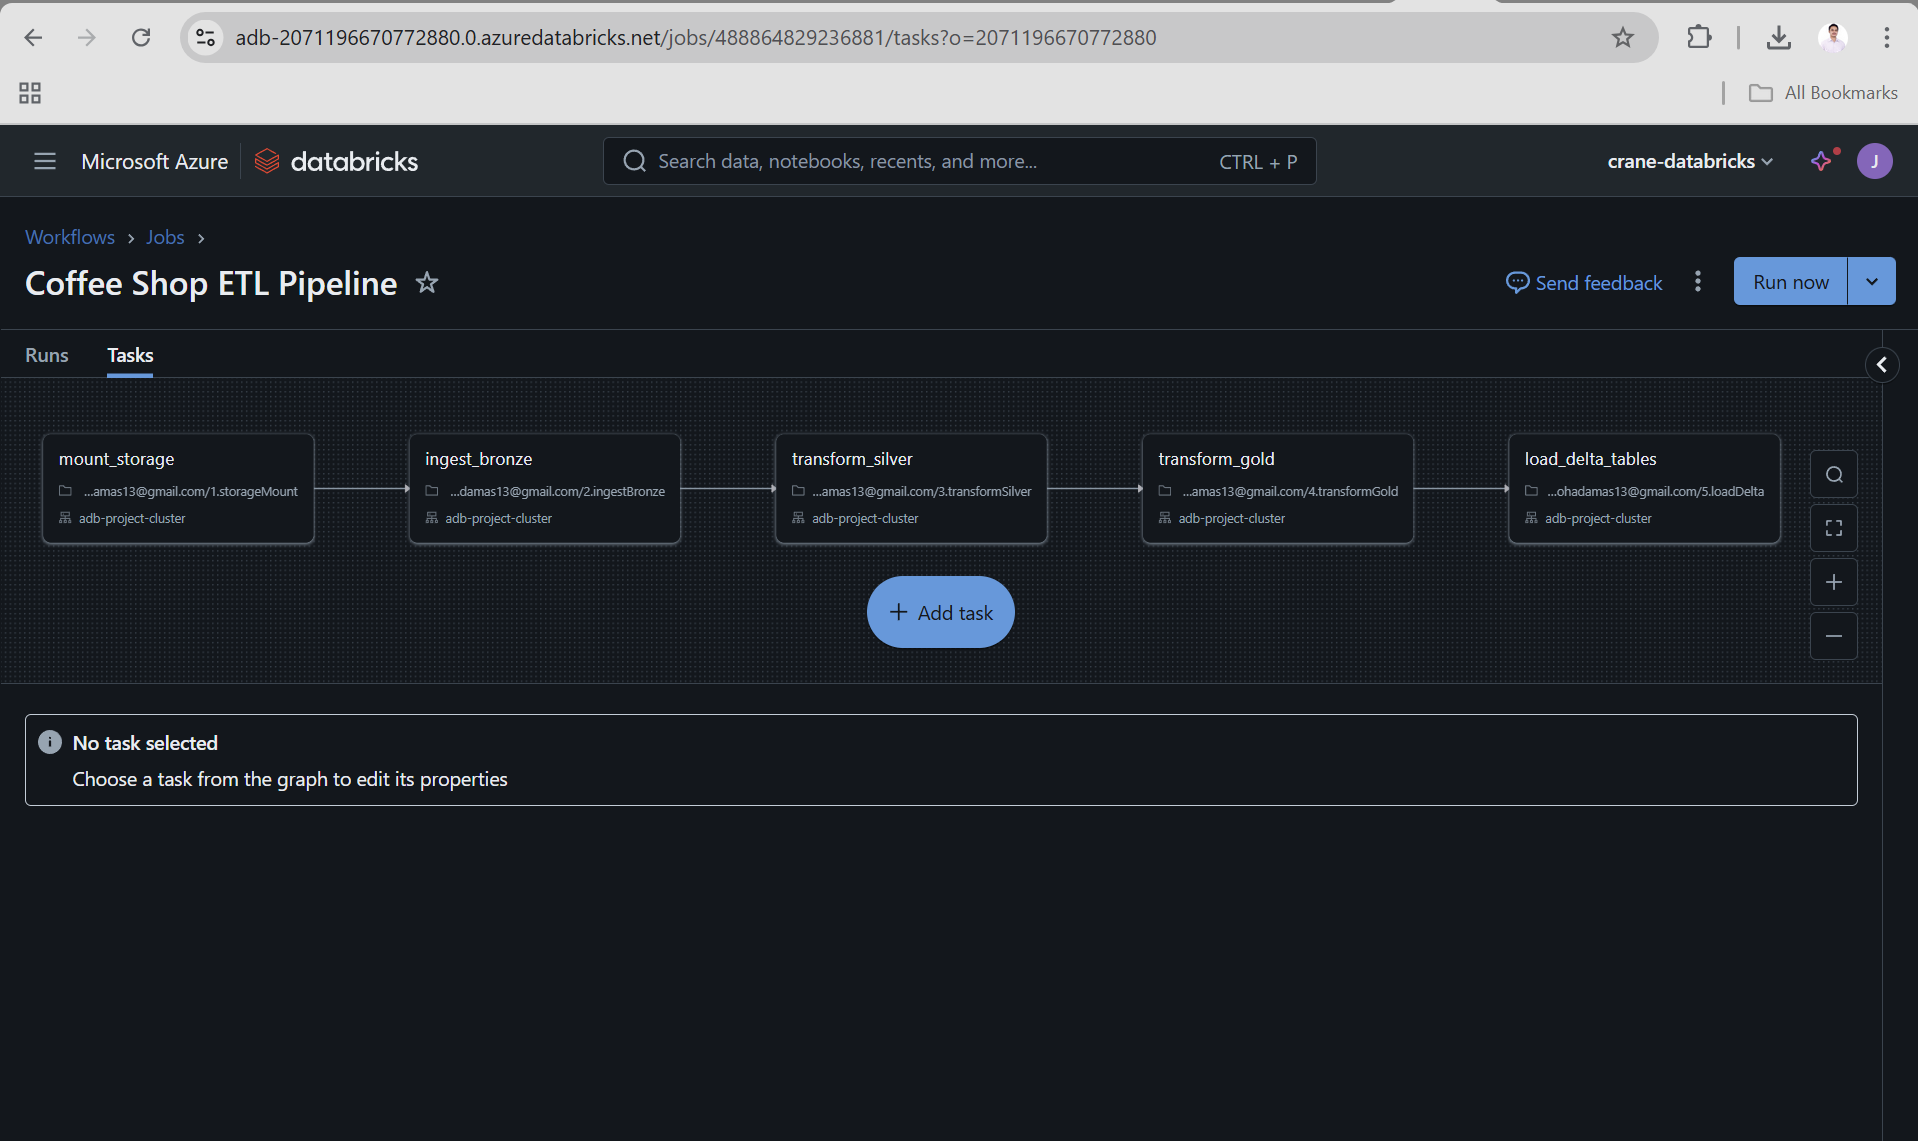 adb-2071196670772880.0.azuredatabricks.net/jobs/488864829236881/tasks?o=2071196670772880
All Bookmarks
Microsoft Azure databricks Search data, notebooks, recents, and more... CTRL + P crane-databricks J
Workflows › Jobs ›
Coffee Shop ETL Pipeline Send feedback Run now
Runs Tasks
mount_storage
...amas13@gmail.com/1.storageMount
adb-project-cluster
ingest_bronze
...damas13@gmail.com/2.ingestBronze
adb-project-cluster
transform_silver
...amas13@gmail.com/3.transformSilver
adb-project-cluster
transform_gold
...amas13@gmail.com/4.transformGold
adb-project-cluster
load_delta_tables
...ohadamas13@gmail.com/5.loadDelta
adb-project-cluster
+ Add task
No task selected
Choose a task from the graph to edit its properties